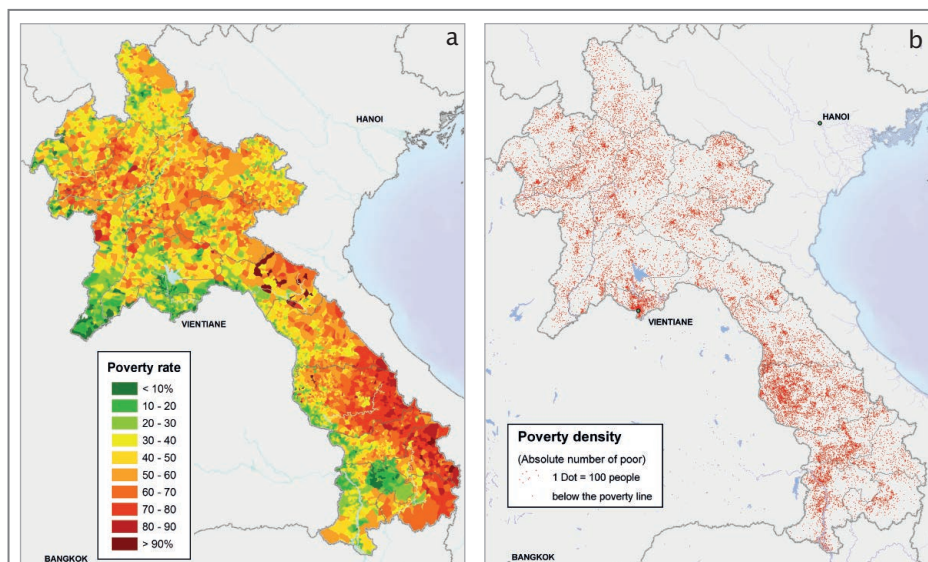 a
HANOI
VIENTIANE
Poverty rate
< 10%
10 - 20
20 - 30
30 - 40
40 - 50
50 - 60
60 - 70
70 - 80
80 - 90
> 90%
BANGKOK
b
HANOI
VIENTIANE
Poverty density
(Absolute number of poor)
1 Dot = 100 people
below the poverty line
BANGKOK